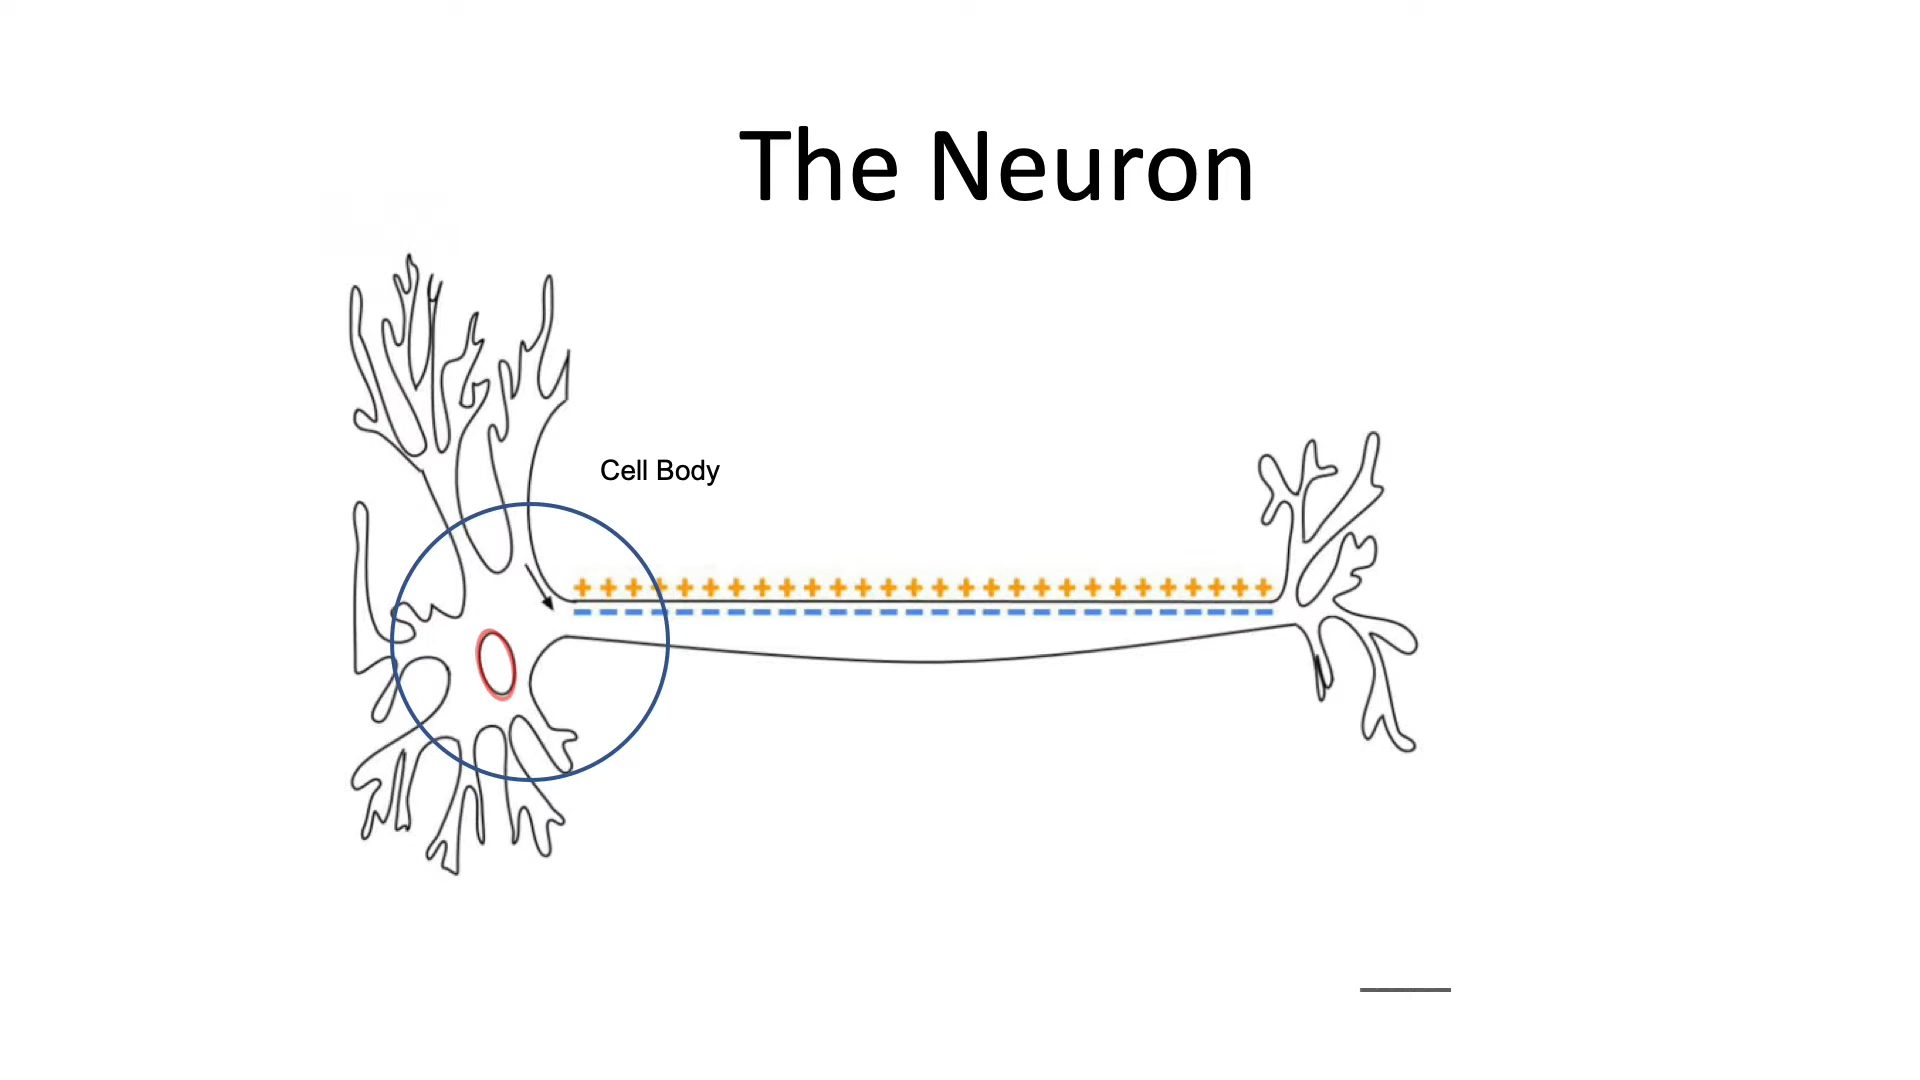 The Neuron
Cell Body
+ + + + + + + + + + + + + + + + + + + + + + + + + + + +
− − − − − − − − − − − − − − − − − − − − − − − − − − − −